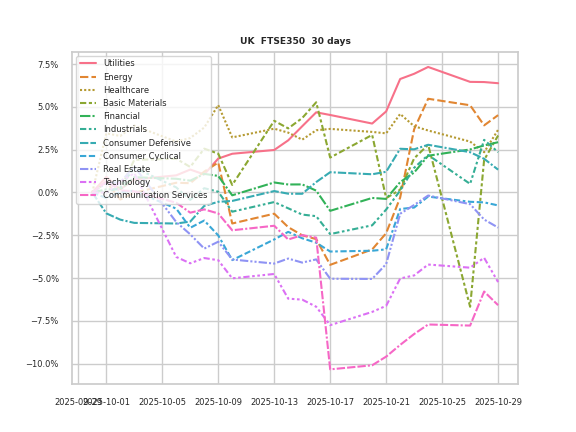 UK FTSE350 30 days
7.5%
5.0%
2.5%
0.0%
−2.5%
−5.0%
−7.5%
−10.0%
Utilities
Energy
Healthcare
Basic Materials
Financial
Industrials
Consumer Defensive
Consumer Cyclical
Real Estate
Technology
Communication Services
2025-10-01 2025-10-05 2025-10-09 2025-10-13 2025-10-17 2025-10-21 2025-10-25 2025-10-29